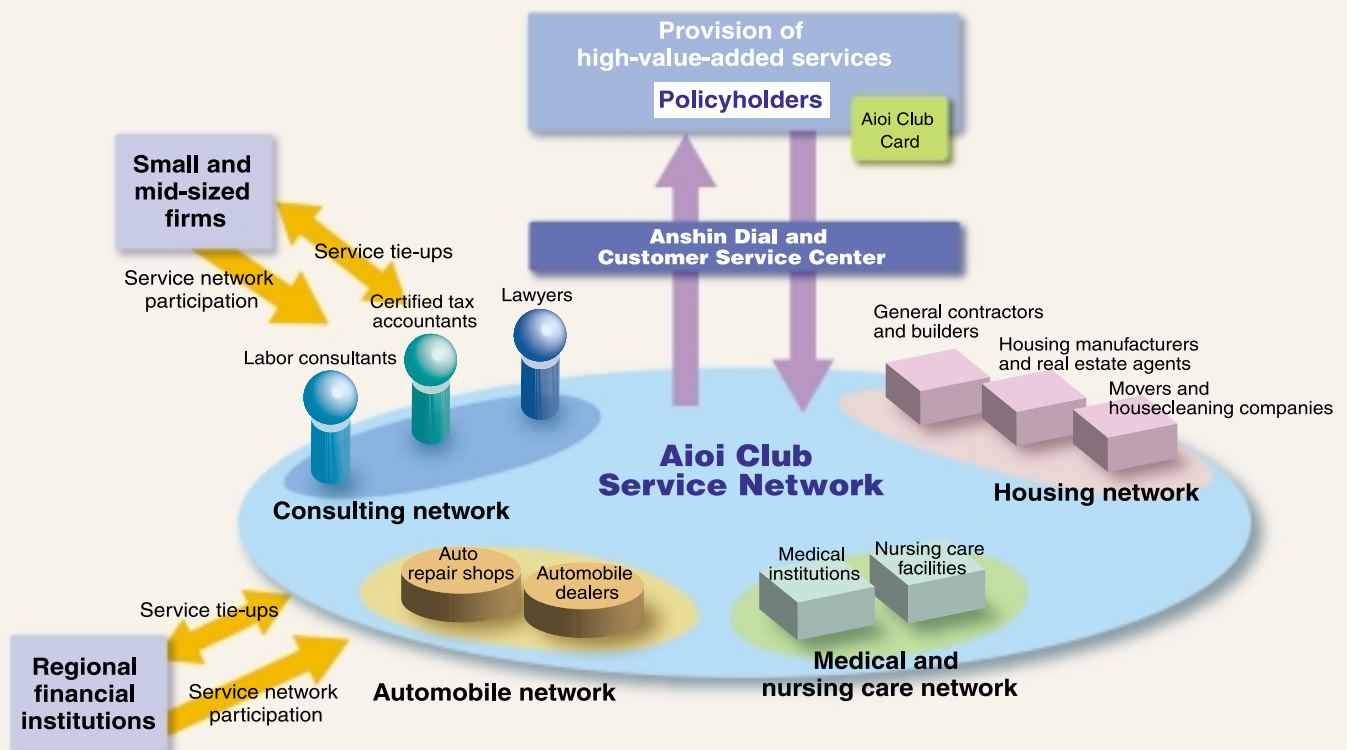 Provision of
high-value-added services
Policyholders
Aioi Club
Card
Small and
mid-sized
firms
Service tie-ups
Service network
participation
Anshin Dial and
Customer Service Center
Certified tax
accountants
Lawyers
Labor consultants
General contractors
and builders
Housing manufacturers
and real estate agents
Movers and
housecleaning companies
Aioi Club
Service Network
Consulting network
Housing network
Auto
repair shops
Automobile
dealers
Medical
institutions
Nursing care
facilities
Service tie-ups
Regional
financial
institutions
Service network
participation
Automobile network
Medical and
nursing care network